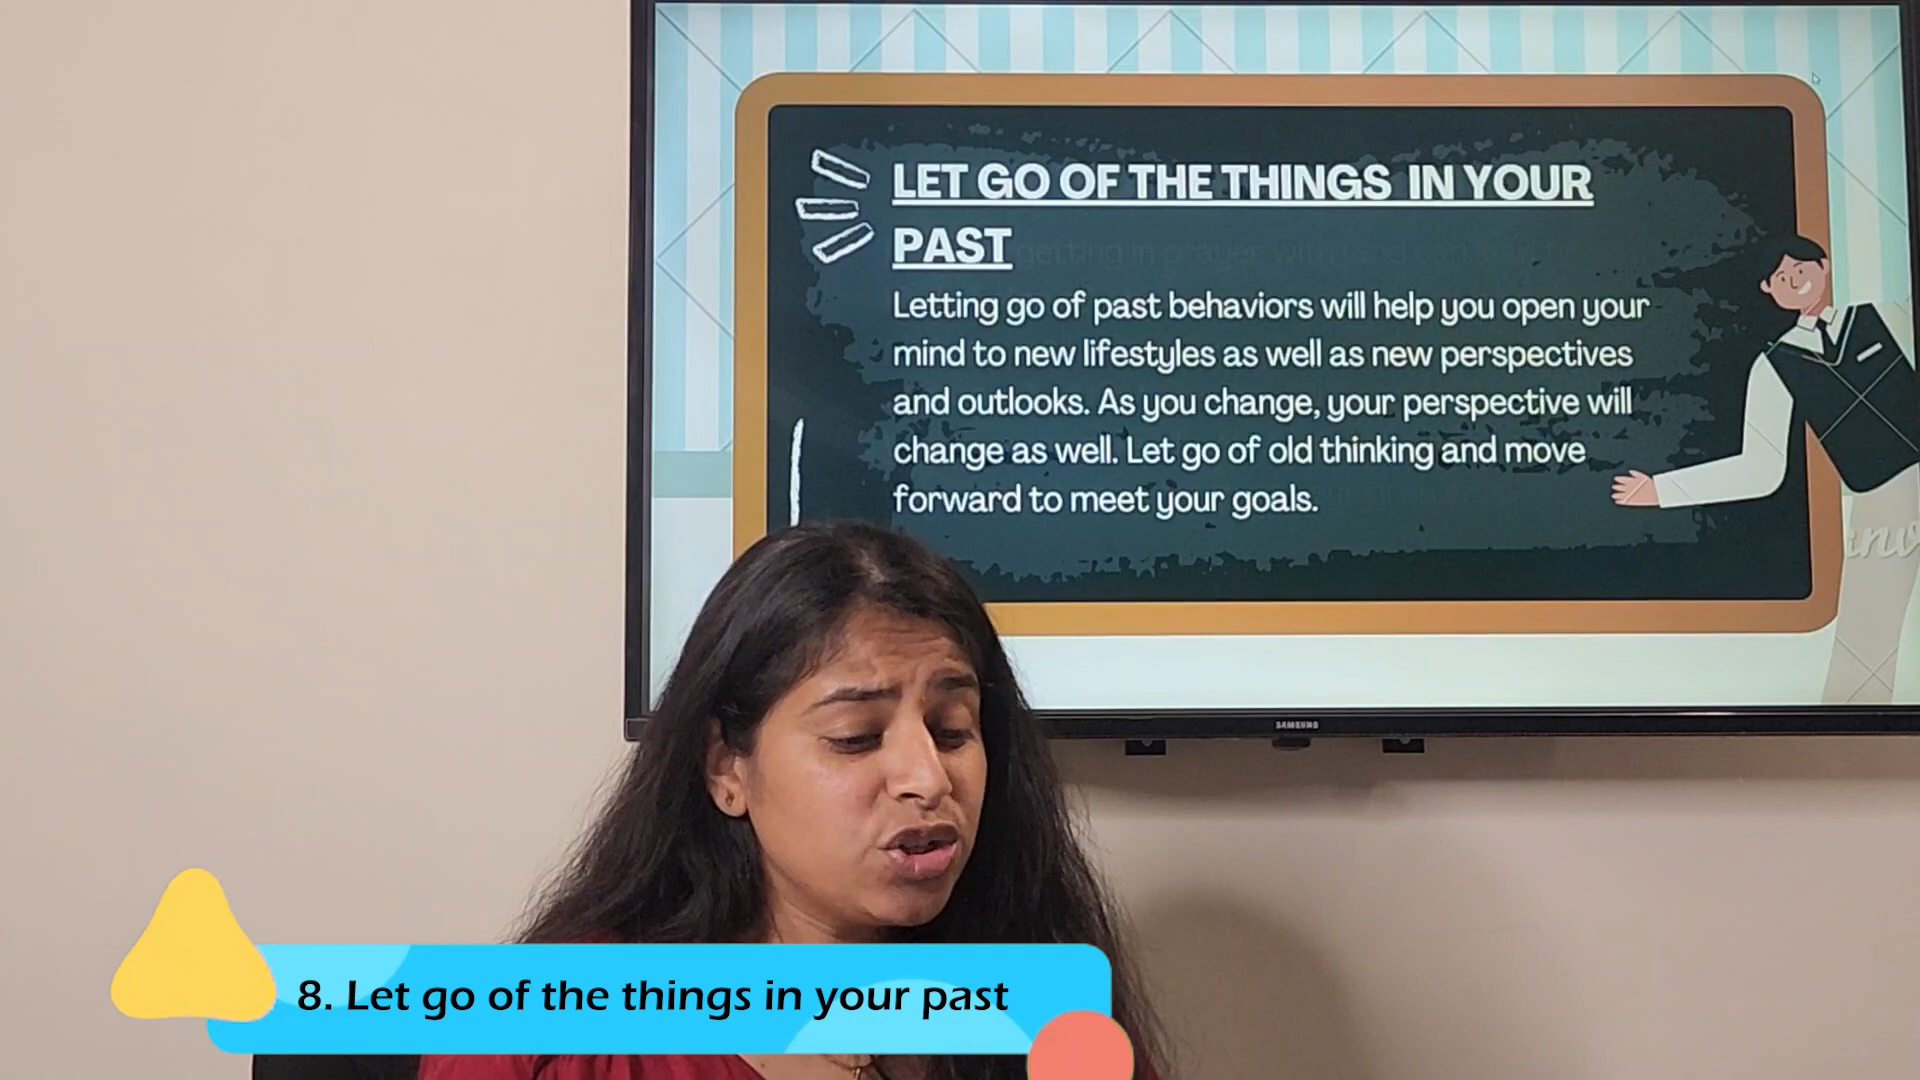 LET GO OF THE THINGS IN YOUR
PAST
Letting go of past behaviors will help you open your
mind to new lifestyles as well as new perspectives
and outlooks. As you change, your perspective will
change as well. Let go of old thinking and move
forward to meet your goals.
SAMSUNG
8. Let go of the things in your past